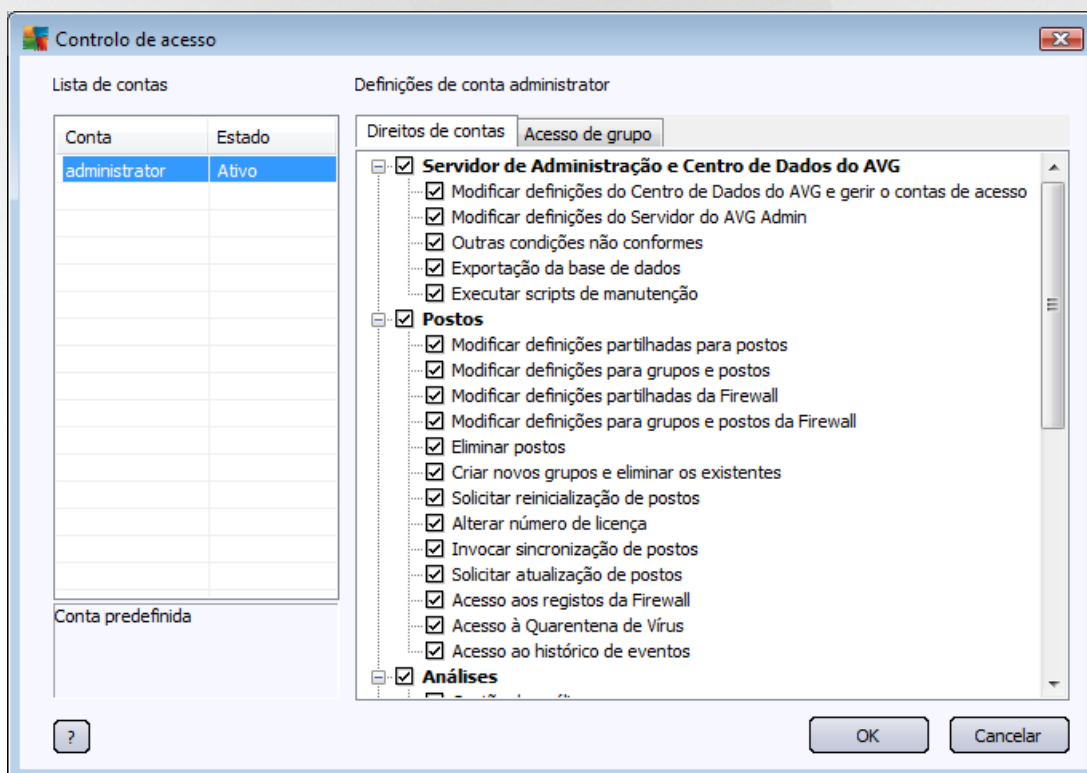 Controlo de acesso
Lista de contas
Definições de conta administrator
Conta Estado
administrator Ativo
Conta predefinida
Direitos de contas Acesso de grupo
Servidor de Administração e Centro de Dados do AVG
Modificar definições do Centro de Dados do AVG e gerir o contas de acesso
Modificar definições do Servidor do AVG Admin
Outras condições não conformes
Exportação da base de dados
Executar scripts de manutenção
Postos
Modificar definições partilhadas para postos
Modificar definições para grupos e postos
Modificar definições partilhadas da Firewall
Modificar definições para grupos e postos da Firewall
Eliminar postos
Criar novos grupos e eliminar os existentes
Solicitar reinicialização de postos
Alterar número de licença
Invocar sincronização de postos
Solicitar atualização de postos
Acesso aos registos da Firewall
Acesso à Quarentena de Vírus
Acesso ao histórico de eventos
Análises
?
OK
Cancelar